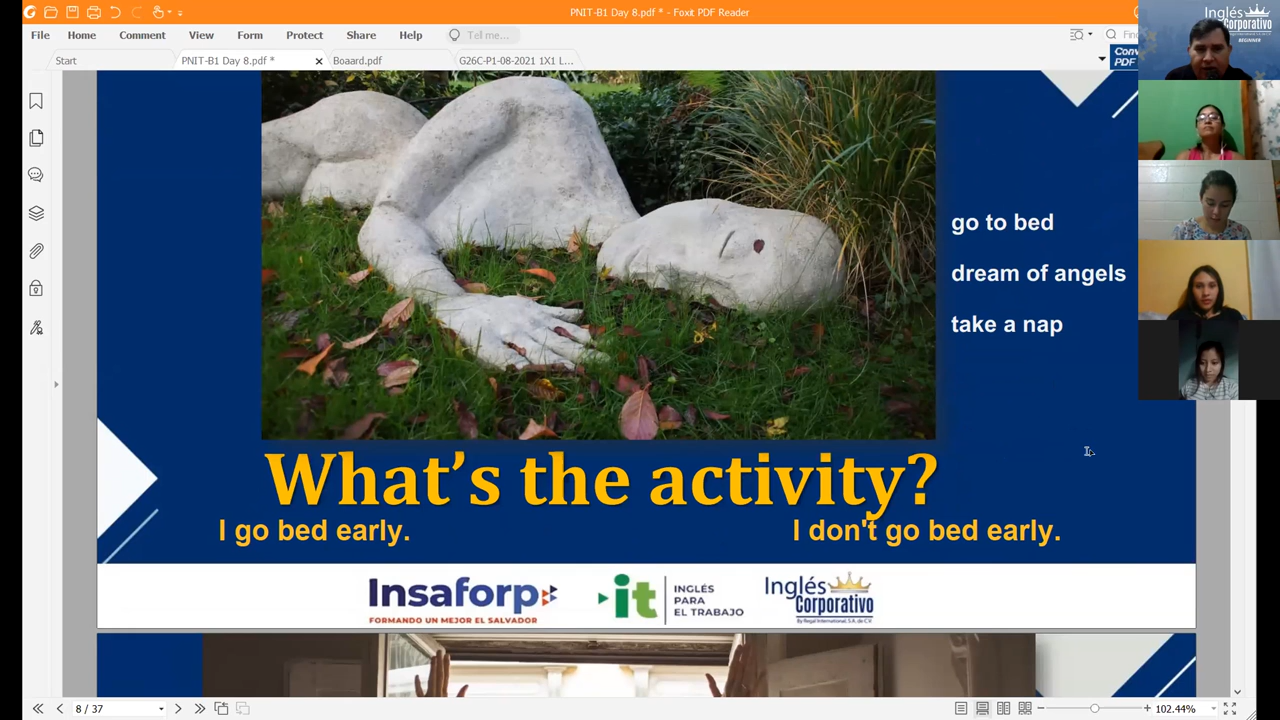 PNIT-B1 Day 8.pdf * - Foxit PDF Reader
File Home Comment View Form Protect Share Help Tell me...
Start PNIT-B1 Day 8.pdf * Boaard.pdf G26C-P1-08-2021 1X1 L...
Inglés
Corporativo
BEGINNER
go to bed
dream of angels
take a nap
What's the activity?
I go bed early. I don't go bed early.
Insaforp
FORMANDO UN MEJOR EL SALVADOR
it
INGLÉS
PARA
EL TRABAJO
Inglés
Corporativo
By Regal International, S.A. de C.V.
8 / 37
102.44%